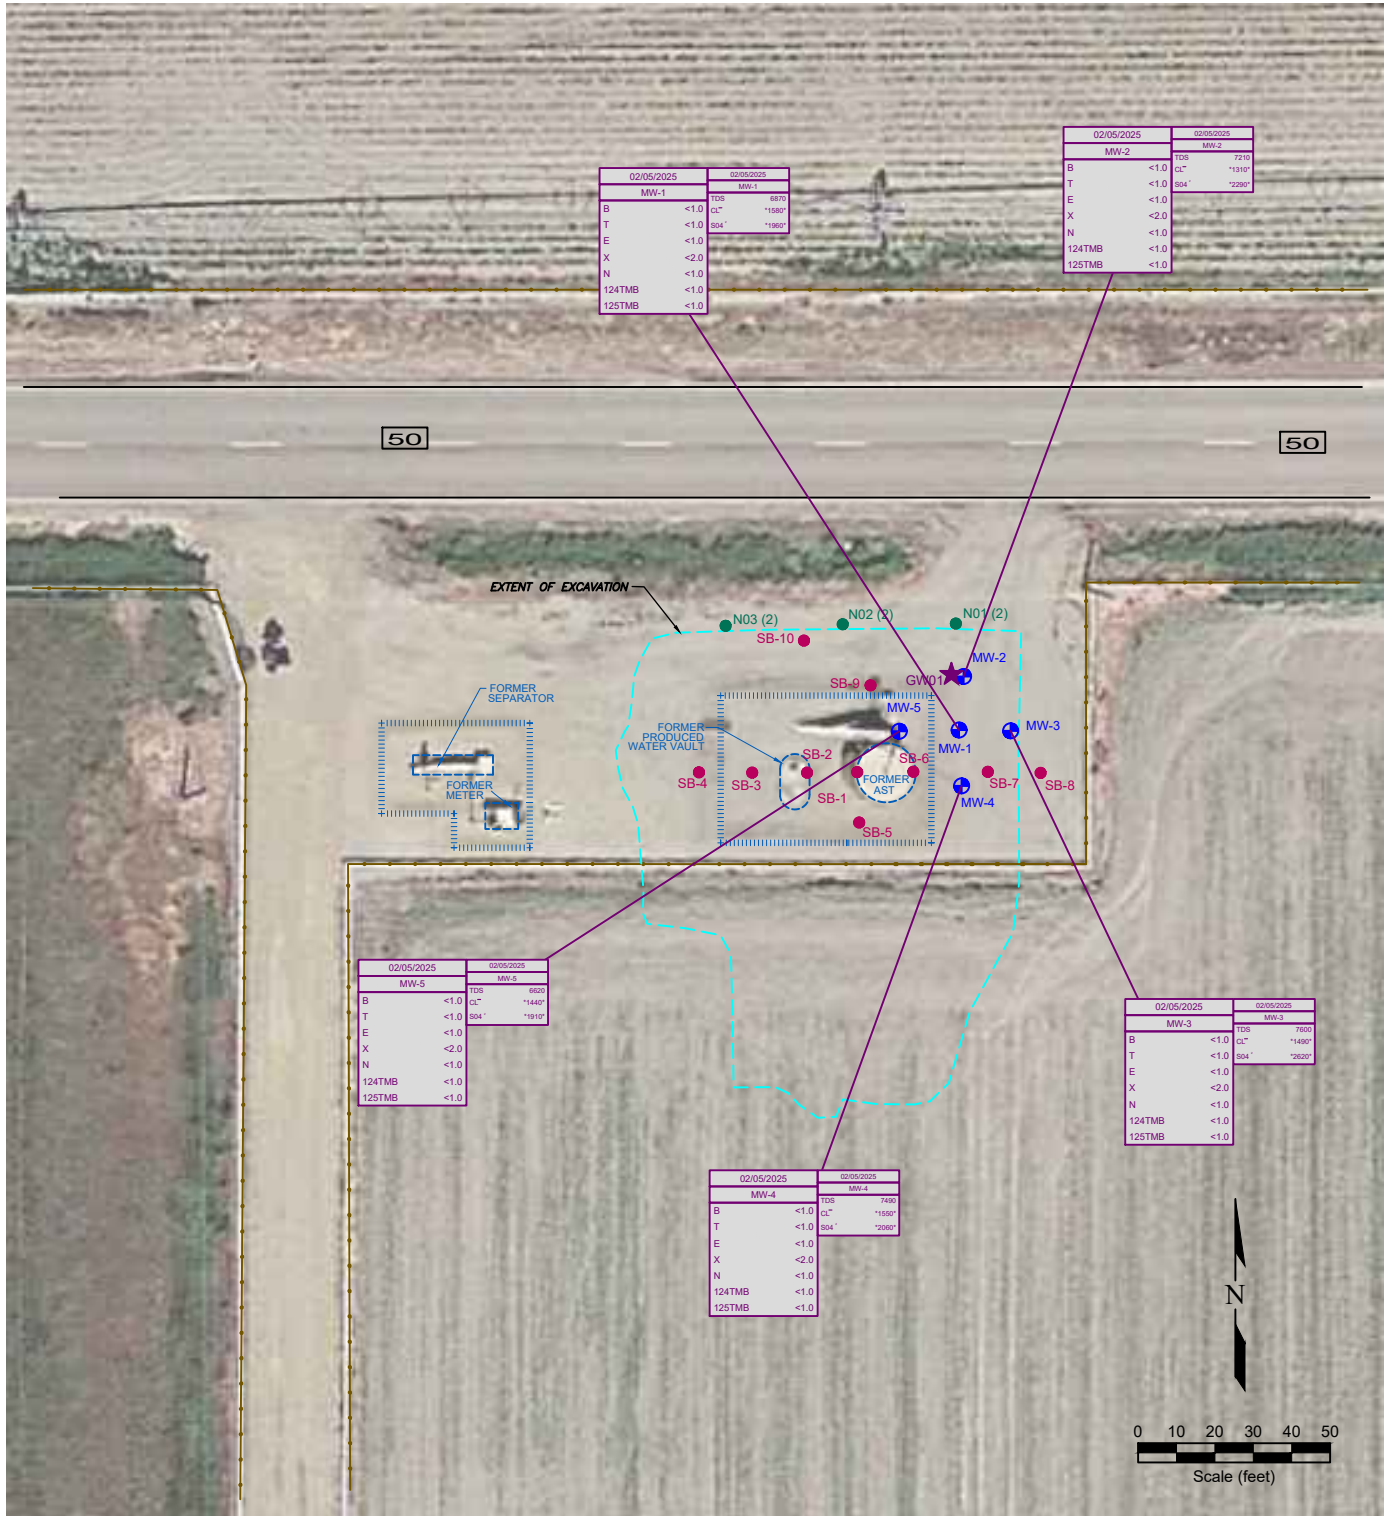 02/05/2025
MW-2
B <1.0
T <1.0
E <1.0
X <2.0
N <1.0
124TMB <1.0
125TMB <1.0
02/05/2025
MW-2
TDS 7210
CL⁻ *1310*
S04⁻ *2290*
02/05/2025
MW-1
B <1.0
T <1.0
E <1.0
X <2.0
N <1.0
124TMB <1.0
125TMB <1.0
02/05/2025
MW-1
TDS 6870
CL⁻ *1580*
S04⁻ *1960*
50
50
EXTENT OF EXCAVATION
N03 (2)
N02 (2)
N01 (2)
SB-10
MW-2
GW01
SB-9
FORMER
SEPARATOR
MW-5
FORMER
PRODUCED
WATER VAULT
MW-1
MW-3
SB-2
SB-6
SB-4
SB-3
SB-7
SB-8
FORMER
METER
FORMER
AST
SB-1
MW-4
SB-5
02/05/2025
MW-5
B <1.0
T <1.0
E <1.0
X <2.0
N <1.0
124TMB <1.0
125TMB <1.0
02/05/2025
MW-5
TDS 6620
CL⁻ *1440*
S04⁻ *1910*
02/05/2025
MW-3
B <1.0
T <1.0
E <1.0
X <2.0
N <1.0
124TMB <1.0
125TMB <1.0
02/05/2025
MW-3
TDS 7600
CL⁻ *1490*
S04⁻ *2620*
02/05/2025
MW-4
B <1.0
T <1.0
E <1.0
X <2.0
N <1.0
124TMB <1.0
125TMB <1.0
02/05/2025
MW-4
TDS 7490
CL⁻ *1550*
S04⁻ *2060*
N
0 10 20 30 40 50
Scale (feet)